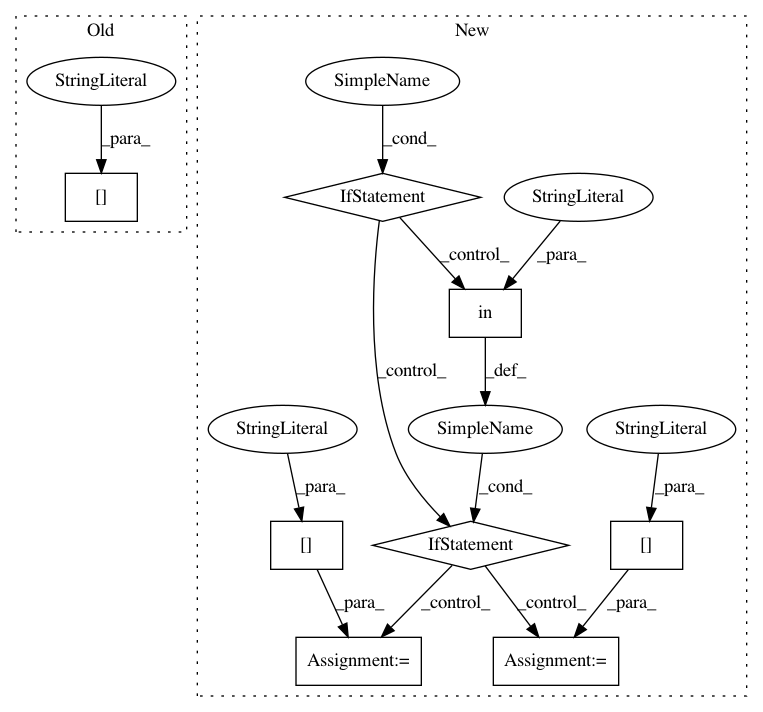 Old
New
StringLiteral
SimpleName
_para_
_cond_
[]
IfStatement
StringLiteral
_control_
_para_
in
_control_
_def_
StringLiteral
SimpleName
StringLiteral
_para_
_cond_
_para_
[]
IfStatement
[]
_para_
_control_
_control_
_para_
Assignment:=
Assignment:=